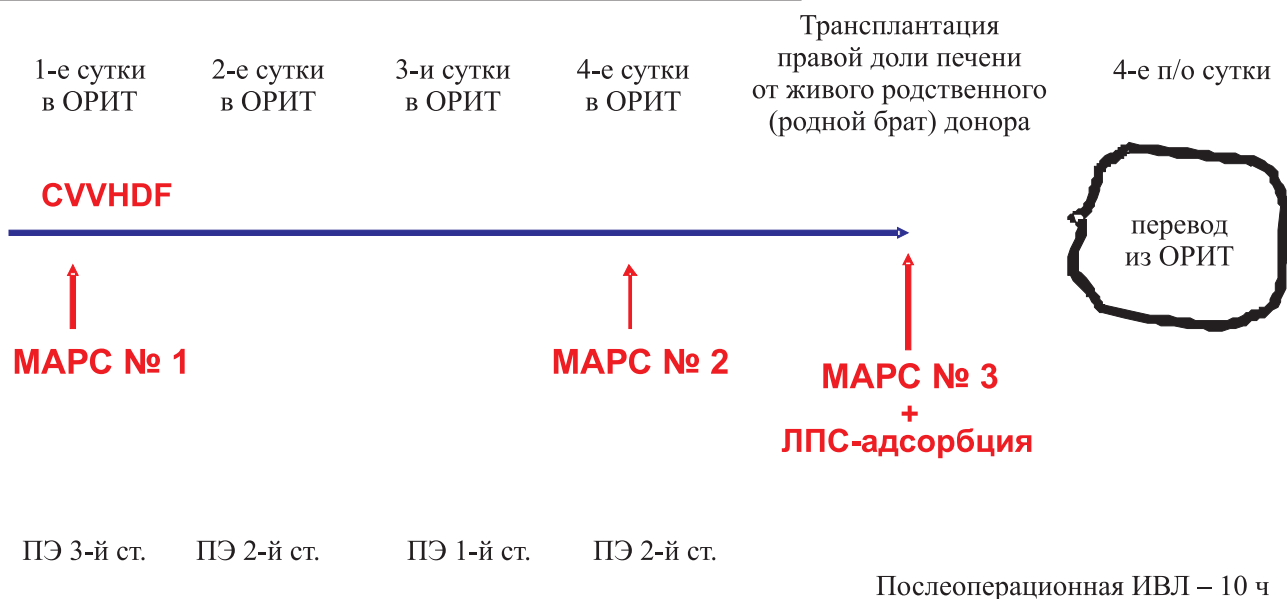 1-е сутки
в ОРИТ
2-е сутки
в ОРИТ
3-и сутки
в ОРИТ
4-е сутки
в ОРИТ
Трансплантация
правой доли печени
от живого родственного
(родной брат) донора
4-е п/о сутки
CVVHDF
перевод
из ОРИТ
МАРС № 1
МАРС № 2
МАРС № 3
+
ЛПС-адсорбция
ПЭ 3-й ст.
ПЭ 2-й ст.
ПЭ 1-й ст.
ПЭ 2-й ст.
Послеоперационная ИВЛ – 10 ч